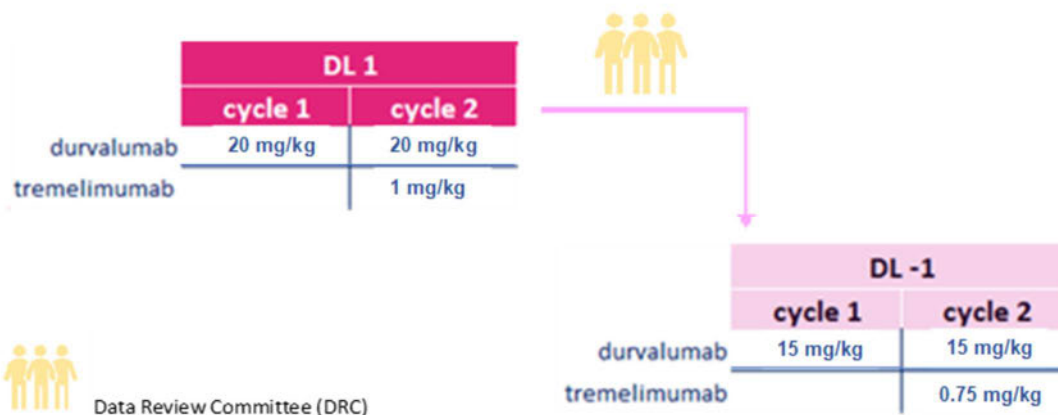 DL 1
cycle 1 cycle 2
durvalumab 20 mg/kg 20 mg/kg
tremelimumab 1 mg/kg
DL -1
cycle 1 cycle 2
durvalumab 15 mg/kg 15 mg/kg
tremelimumab 0.75 mg/kg
Data Review Committee (DRC)